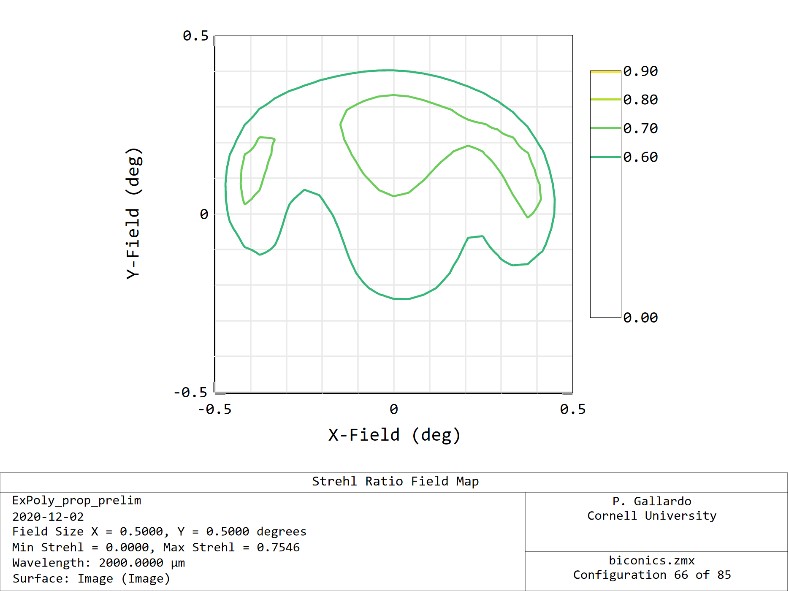 0.5
0
-0.5
Y-Field (deg)
-0.5 0 0.5
X-Field (deg)
0.90
0.80
0.70
0.60
0.00
Strehl Ratio Field Map
ExPoly_prop_prelim
2020-12-02
Field Size X = 0.5000, Y = 0.5000 degrees
Min Strehl = 0.0000, Max Strehl = 0.7546
Wavelength: 2000.0000 µm
Surface: Image (Image)
P. Gallardo
Cornell University
biconics.zmx
Configuration 66 of 85